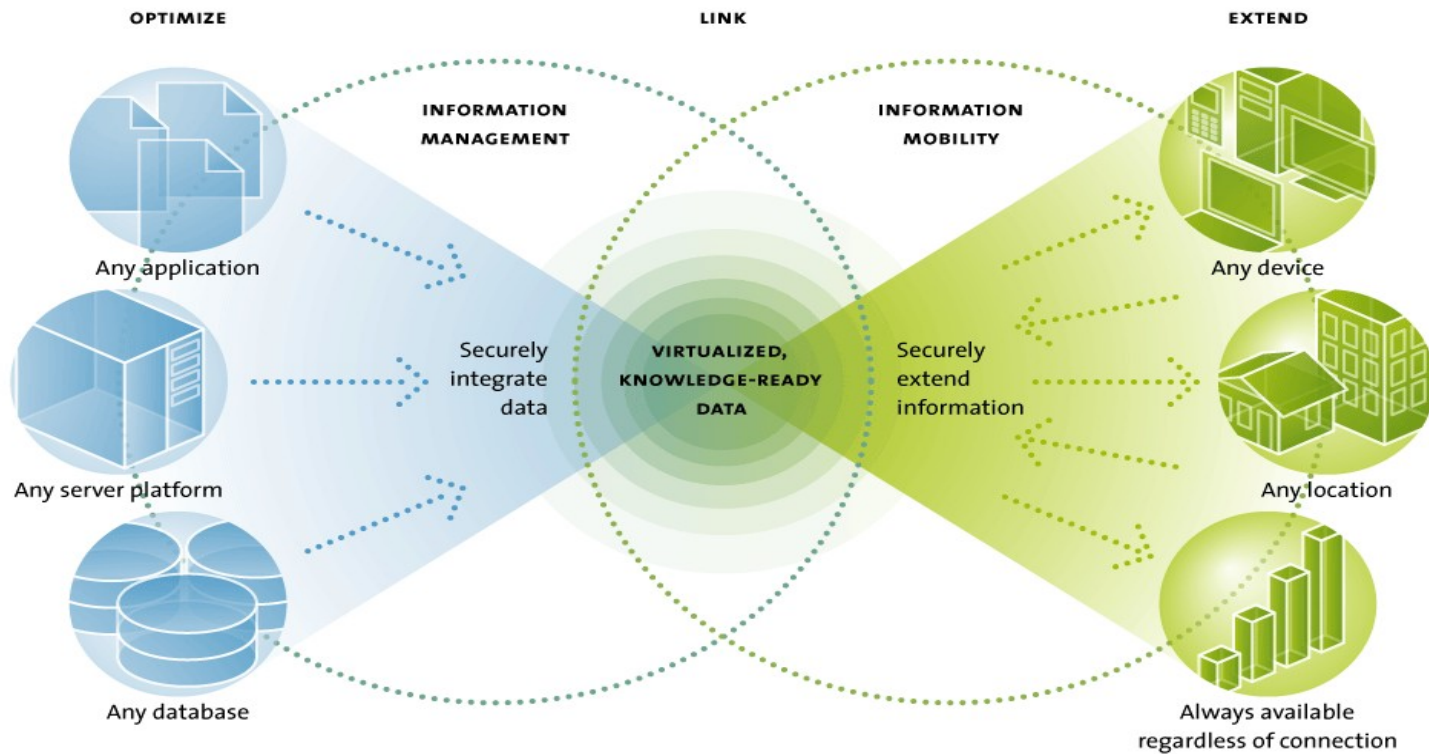 OPTIMIZE
LINK
EXTEND
INFORMATION
MANAGEMENT
INFORMATION
MOBILITY
Any application
Any device
Securely
integrate
data
VIRTUALIZED,
KNOWLEDGE-READY
DATA
Securely
extend
information
Any server platform
Any location
Any database
Always available
regardless of connection